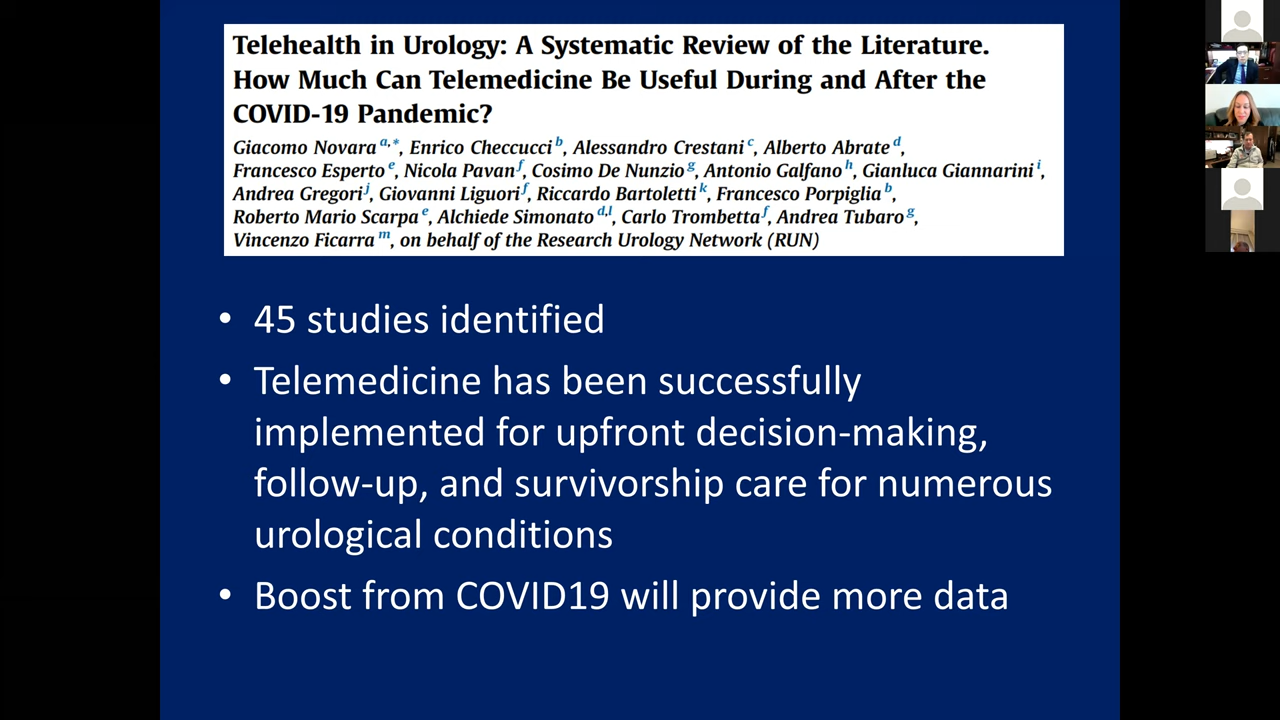 Telehealth in Urology: A Systematic Review of the Literature.
How Much Can Telemedicine Be Useful During and After the
COVID-19 Pandemic?
Giacomo Novara a,*, Enrico Checcucci b, Alessandro Crestani c, Alberto Abrate d,
Francesco Esperto e, Nicola Pavan f, Cosimo De Nunzio g, Antonio Galfano h, Gianluca Giannarini i,
Andrea Gregori j, Giovanni Liguori f, Riccardo Bartoletti k, Francesco Porpiglia b,
Roberto Mario Scarpa e, Alchiede Simonato d,l, Carlo Trombetta f, Andrea Tubaro g,
Vincenzo Ficarra m, on behalf of the Research Urology Network (RUN)
• 45 studies identified
• Telemedicine has been successfully
implemented for upfront decision-making,
follow-up, and survivorship care for numerous
urological conditions
• Boost from COVID19 will provide more data